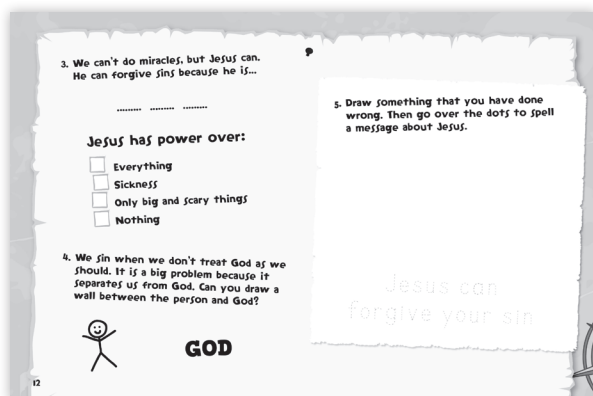 3. We can't do miracles, but Jesus can.
He can forgive sins because he is...
......... ......... .........
Jesus has power over:
Everything
Sickness
Only big and scary things
Nothing
4. We sin when we don't treat God as we
should. It is a big problem because it
separates us from God. Can you draw a
wall between the person and God?
GOD
12
?
5. Draw something that you have done
wrong. Then go over the dots to spell
a message about Jesus.
Jesus can
forgive your sin